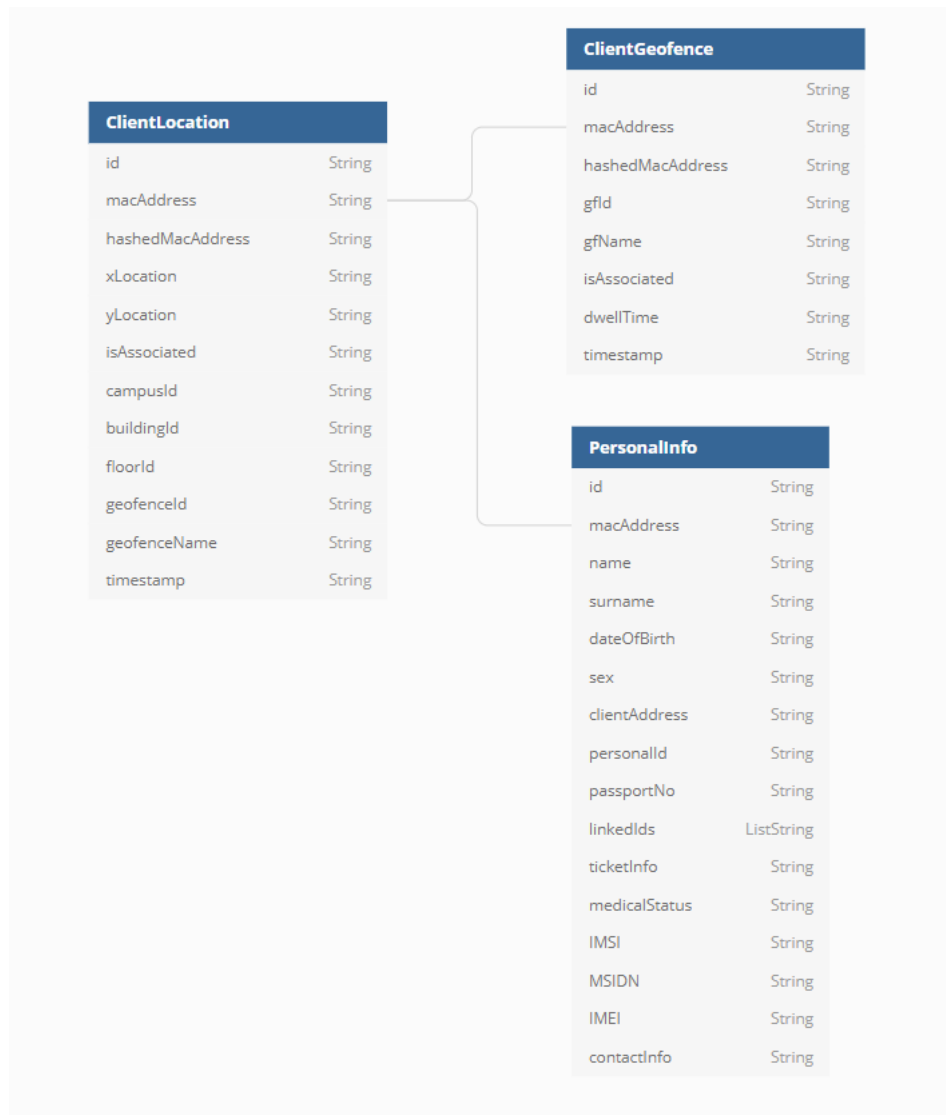 ClientLocation
id String
macAddress String
hashedMacAddress String
xLocation String
yLocation String
isAssociated String
campusId String
buildingId String
floorId String
geofenceId String
geofenceName String
timestamp String
ClientGeofence
id String
macAddress String
hashedMacAddress String
gfId String
gfName String
isAssociated String
dwellTime String
timestamp String
PersonalInfo
id String
macAddress String
name String
surname String
dateOfBirth String
sex String
clientAddress String
personalId String
passportNo String
linkedIds ListString
ticketInfo String
medicalStatus String
IMSI String
MSIDN String
IMEI String
contactInfo String